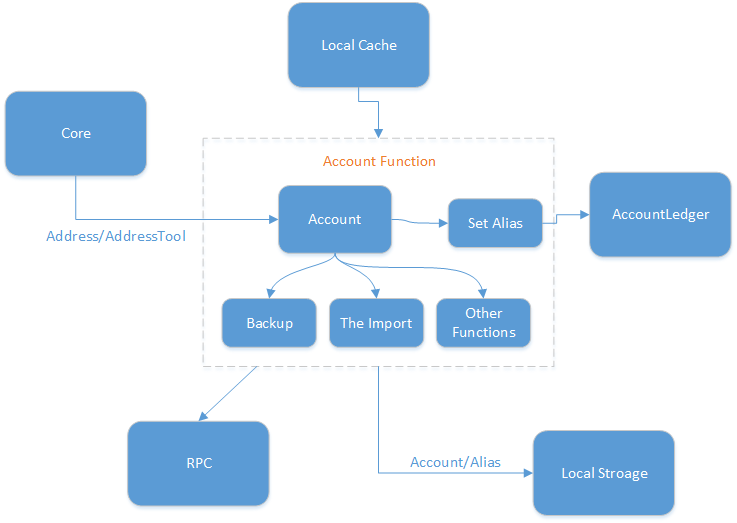 Local Cache
Core
Account Function
Account
Set Alias
AccountLedger
Address/AddressTool
Backup
The Import
Other
Functions
RPC
Account/Alias
Local Stroage